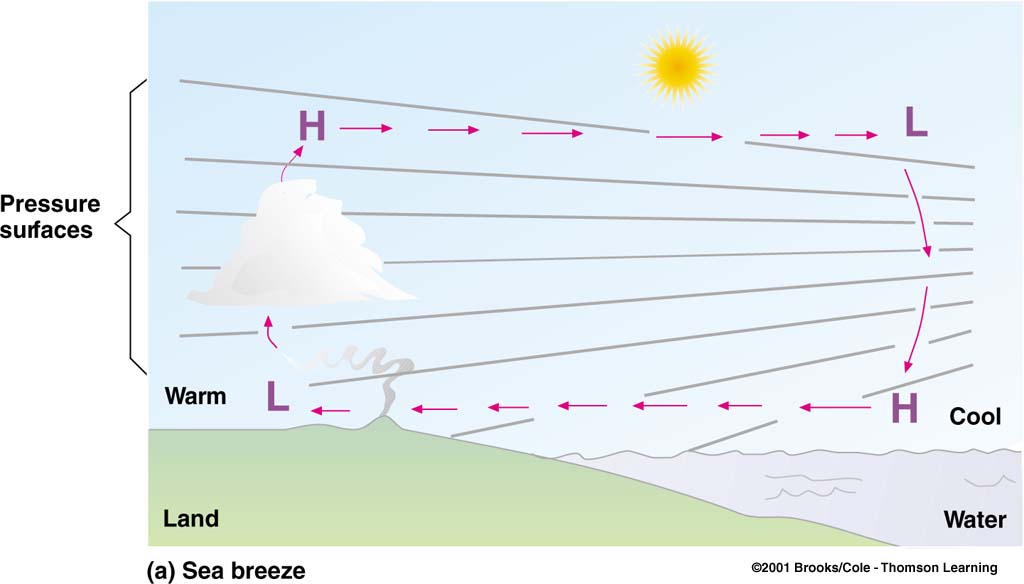 H
L
Pressure
surfaces
Warm
L
H
Cool
Land
Water
(a) Sea breeze
©2001 Brooks/Cole - Thomson Learning